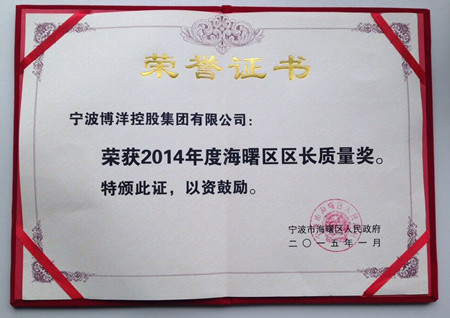 荣誉证书
宁波博洋控股集团有限公司：
荣获2014年度海曙区区长质量奖。
特颁此证，以资鼓励。
宁波市海曙区人民政府
二〇一五年一月